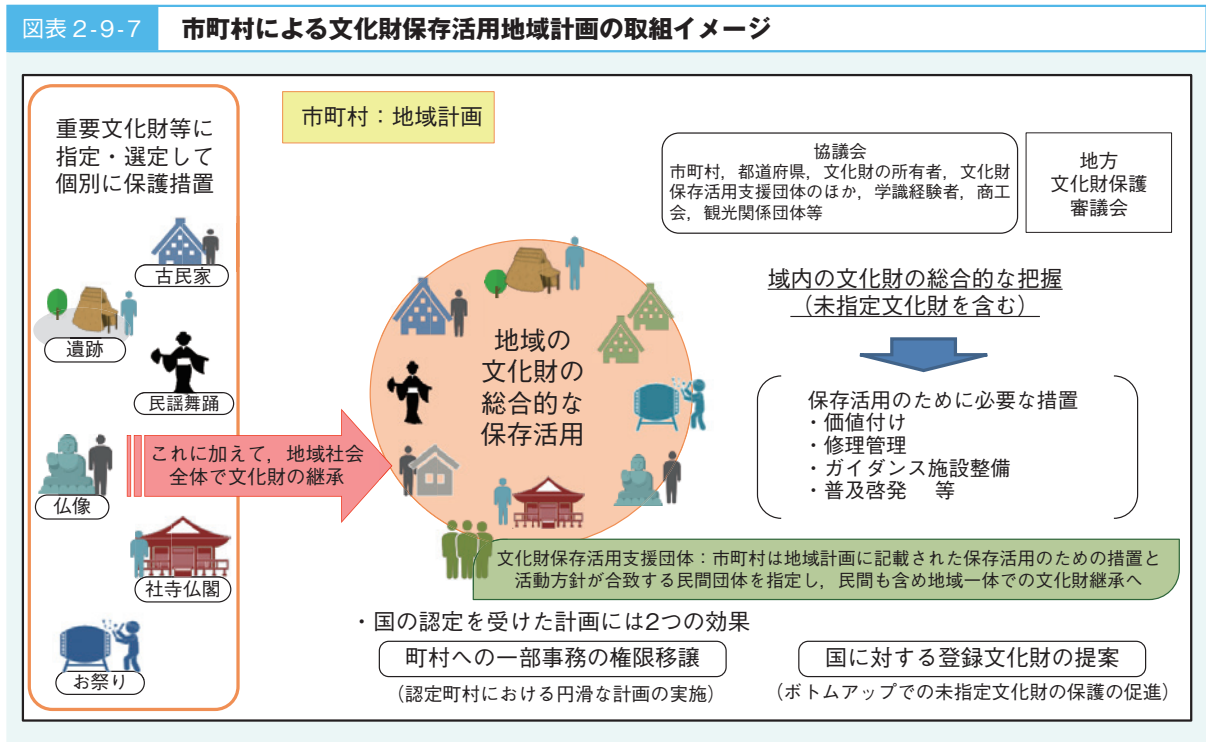 図表 2-9-7
市町村による文化財保存活用地域計画の取組イメージ
重要文化財等に
指定・選定して
個別に保護措置
古民家
遺跡
民謡舞踊
仏像
社寺仏閣
お祭り
これに加えて，地域社会
全体で文化財の継承
市町村：地域計画
地域の
文化財の
総合的な
保存活用
協議会
市町村，都道府県，文化財の所有者，文化財
保存活用支援団体のほか，学識経験者，商工
会，観光関係団体等
地方
文化財保護
審議会
域内の文化財の総合的な把握
（未指定文化財を含む）
保存活用のために必要な措置
・価値付け
・修理管理
・ガイダンス施設整備
・普及啓発　等
文化財保存活用支援団体：市町村は地域計画に記載された保存活用のための措置と
活動方針が合致する民間団体を指定し，民間も含め地域一体での文化財継承へ
・国の認定を受けた計画には2つの効果
町村への一部事務の権限移譲
（認定町村における円滑な計画の実施）
国に対する登録文化財の提案
（ボトムアップでの未指定文化財の保護の促進）